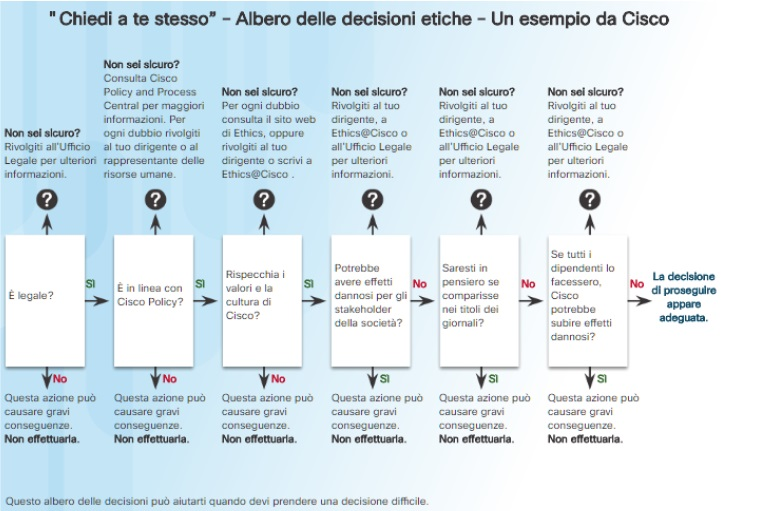 "Chiedi a te stesso” – Albero delle decisioni etiche – Un esempio da Cisco
Non sei sicuro?
Rivolgiti all'Ufficio
Legale per ulteriori
informazioni.
Non sei sicuro?
Consulta Cisco
Policy and Process
Central per maggiori
informazioni. Per
ogni dubbio rivolgiti
al tuo dirigente o al
rappresentante delle
risorse umane.
Non sei sicuro?
Per ogni dubbio
consulta il sito web
di Ethics, oppure
rivolgiti al tuo
dirigente o scrivi a
Ethics@Cisco .
Non sei sicuro?
Rivolgiti al tuo
dirigente, a
Ethics@Cisco o
all'Ufficio Legale
per ulteriori
informazioni.
Non sei sicuro?
Rivolgiti al tuo
dirigente, a
Ethics@Cisco o
all'Ufficio Legale
per ulteriori
informazioni.
Non sei sicuro?
Rivolgiti al tuo
dirigente, a
Ethics@Cisco o
all'Ufficio Legale
per ulteriori
informazioni.
?
?
?
?
?
?
È legale?
Sì
È in linea con
Cisco Policy?
Sì
Rispecchia i
valori e la
cultura di
Cisco?
Sì
Potrebbe
avere effetti
dannosi per gli
stakeholder
della società?
No
Saresti in
pensiero se
comparisse
nei titoli dei
giornali?
No
Se tutti i
dipendenti lo
facessero,
Cisco
potrebbe
subire effetti
dannosi?
No
La decisione
di proseguire
appare
adeguata.
No
Questa azione può
causare gravi
conseguenze.
Non effettuarla.
No
Questa azione può
causare gravi
conseguenze.
Non effettuarla.
No
Questa azione può
causare gravi
conseguenze.
Non effettuarla.
Sì
Questa azione può
causare gravi
conseguenze.
Non effettuarla.
Sì
Questa azione può
causare gravi
conseguenze.
Non effettuarla.
Sì
Questa azione può
causare gravi
conseguenze.
Non effettuarla.
Questo albero delle decisioni può aiutarti quando devi prendere una decisione difficile.